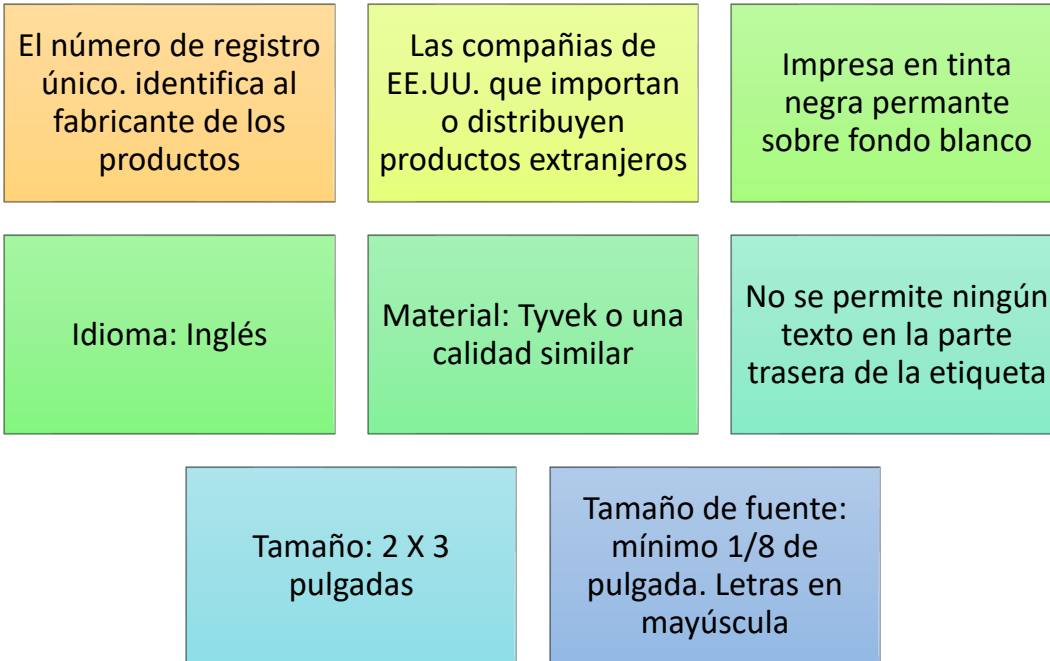 El número de registro
único. identifica al
fabricante de los
productos
Las compañias de
EE.UU. que importan
o distribuyen
productos extranjeros
Impresa en tinta
negra permante
sobre fondo blanco
Idioma: Inglés
Material: Tyvek o una
calidad similar
No se permite ningún
texto en la parte
trasera de la etiqueta
Tamaño: 2 X 3
pulgadas
Tamaño de fuente:
mínimo 1/8 de
pulgada. Letras en
mayúscula